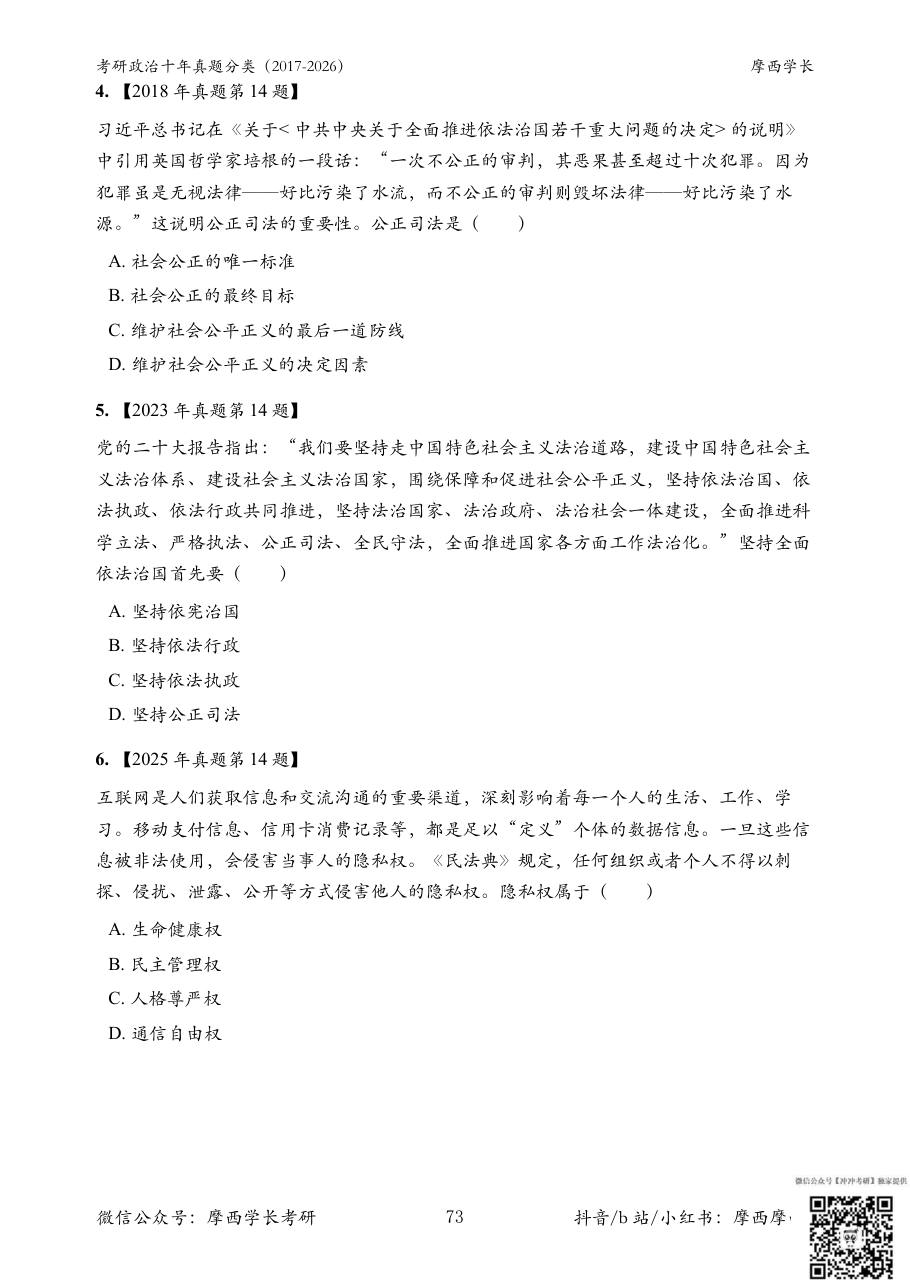 考研政治十年真题分类（2017-2026） 摩西学长
4. 【2018 年真题第 14 题】
习近平总书记在《关于< 中共中央关于全面推进依法治国若干重大问题的决定> 的说明》
中引用英国哲学家培根的一段话：“一次不公正的审判，其恶果甚至超过十次犯罪。因为
犯罪虽是无视法律——好比污染了水流，而不公正的审判则毁坏法律——好比污染了水
源。”这说明公正司法的重要性。公正司法是（　　）
A. 社会公正的唯一标准
B. 社会公正的最终目标
C. 维护社会公平正义的最后一道防线
D. 维护社会公平正义的决定因素
5. 【2023 年真题第 14 题】
党的二十大报告指出：“我们要坚持走中国特色社会主义法治道路，建设中国特色社会主
义法治体系、建设社会主义法治国家，围绕保障和促进社会公平正义，坚持依法治国、依
法执政、依法行政共同推进，坚持法治国家、法治政府、法治社会一体建设，全面推进科
学立法、严格执法、公正司法、全民守法，全面推进国家各方面工作法治化。”坚持全面
依法治国首先要（　　）
A. 坚持依宪治国
B. 坚持依法行政
C. 坚持依法执政
D. 坚持公正司法
6. 【2025 年真题第 14 题】
互联网是人们获取信息和交流沟通的重要渠道，深刻影响着每一个人的生活、工作、学
习。移动支付信息、信用卡消费记录等，都是足以“定义”个体的数据信息。一旦这些信
息被非法使用，会侵害当事人的隐私权。《民法典》规定，任何组织或者个人不得以刺
探、侵扰、泄露、公开等方式侵害他人的隐私权。隐私权属于（　　）
A. 生命健康权
B. 民主管理权
C. 人格尊严权
D. 通信自由权
微信公众号【冲冲考研】独家提供
微信公众号：摩西学长考研 73 抖音/b 站/小红书：摩西摩